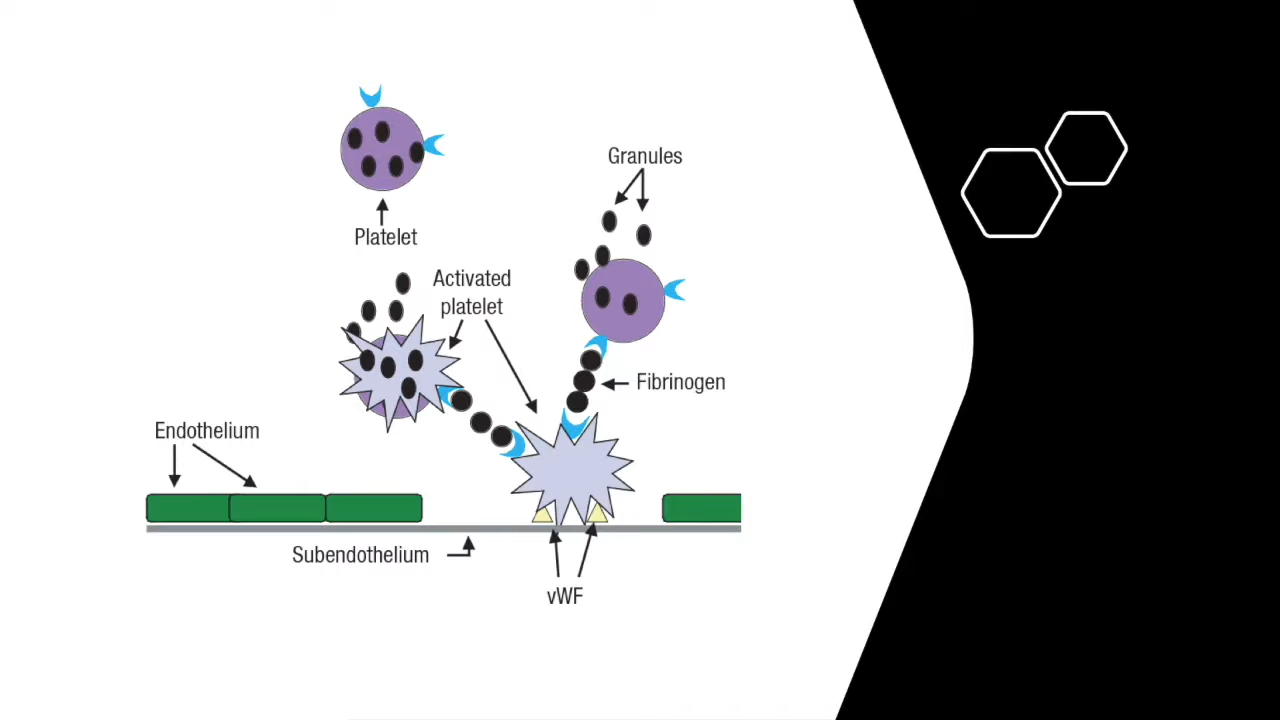 Granules
Platelet
Activated
platelet
Fibrinogen
Endothelium
Subendothelium
vWF